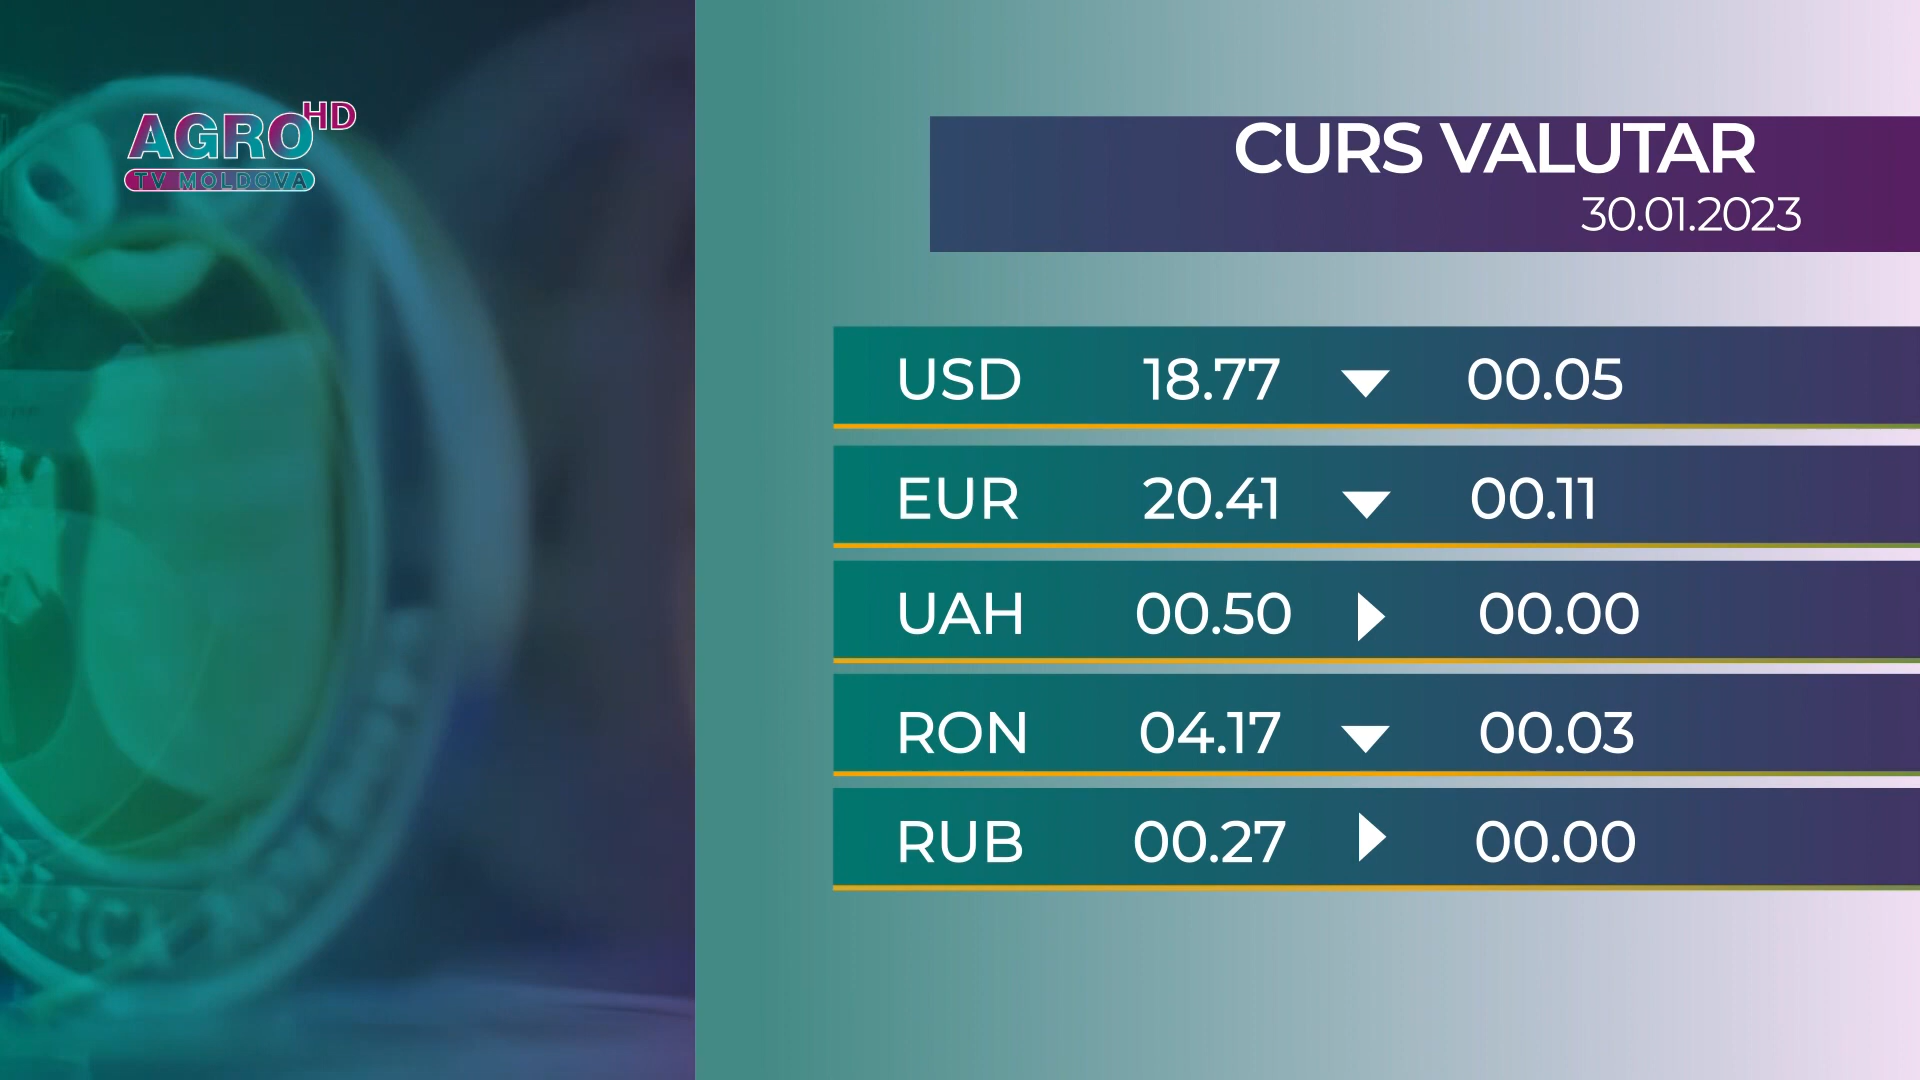 AGRO HD
TV MOLDOVA
CURS VALUTAR
30.01.2023
USD 18.77 00.05
EUR 20.41 00.11
UAH 00.50 00.00
RON 04.17 00.03
RUB 00.27 00.00